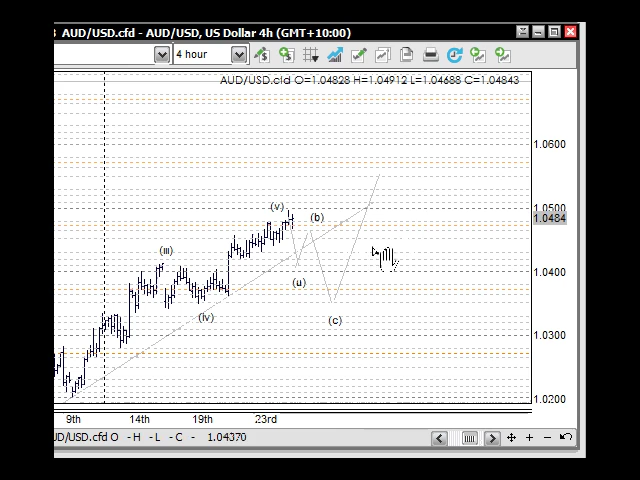 AUD/USD.cfd - AUD/USD, US Dollar 4h (GMT+10:00)
4 hour
AUD/USD.cfd O=1.04828 H=1.04912 L=1.04688 C=1.04843
1.0600
(v)
(b)
1.0500
1.0484
(iii)
1.0400
(a)
(iv)
(c)
1.0300
1.0200
9th 14th 19th 23rd
D/USD.cfd O - H - L - C - 1.04370